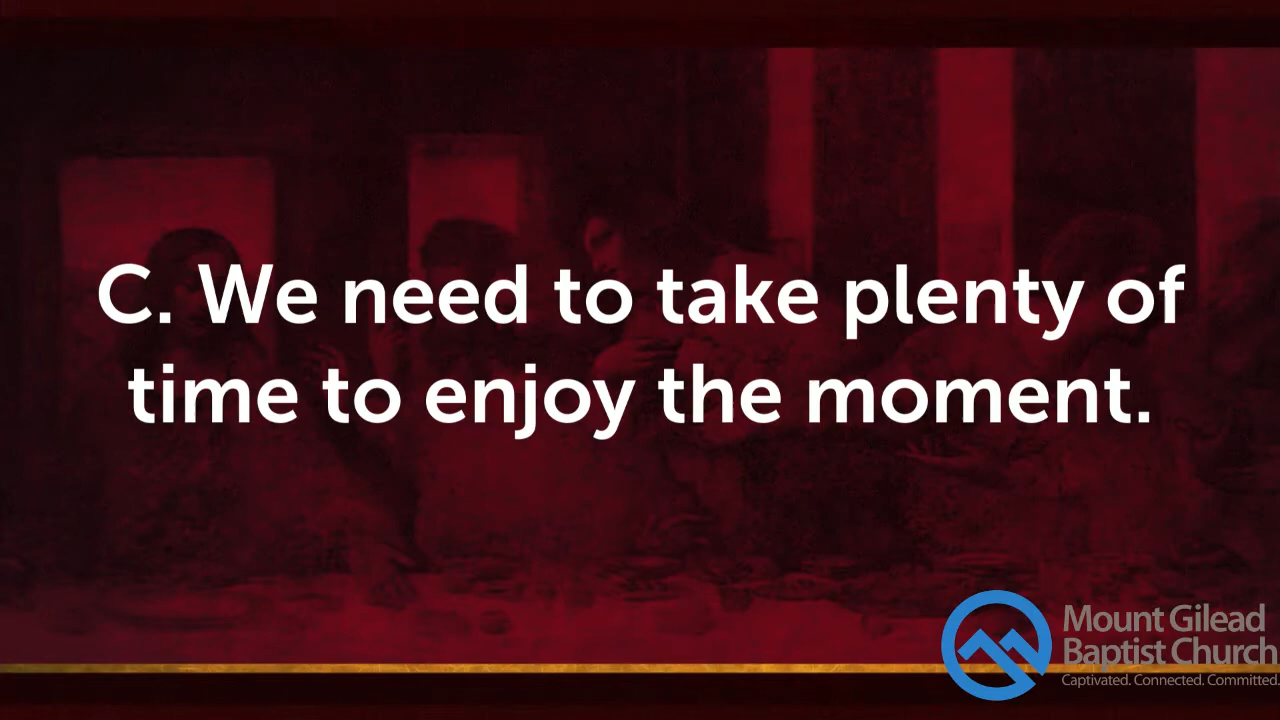 C. We need to take plenty of
time to enjoy the moment.
Mount Gilead
Baptist Church
Captivated. Connected. Committed.